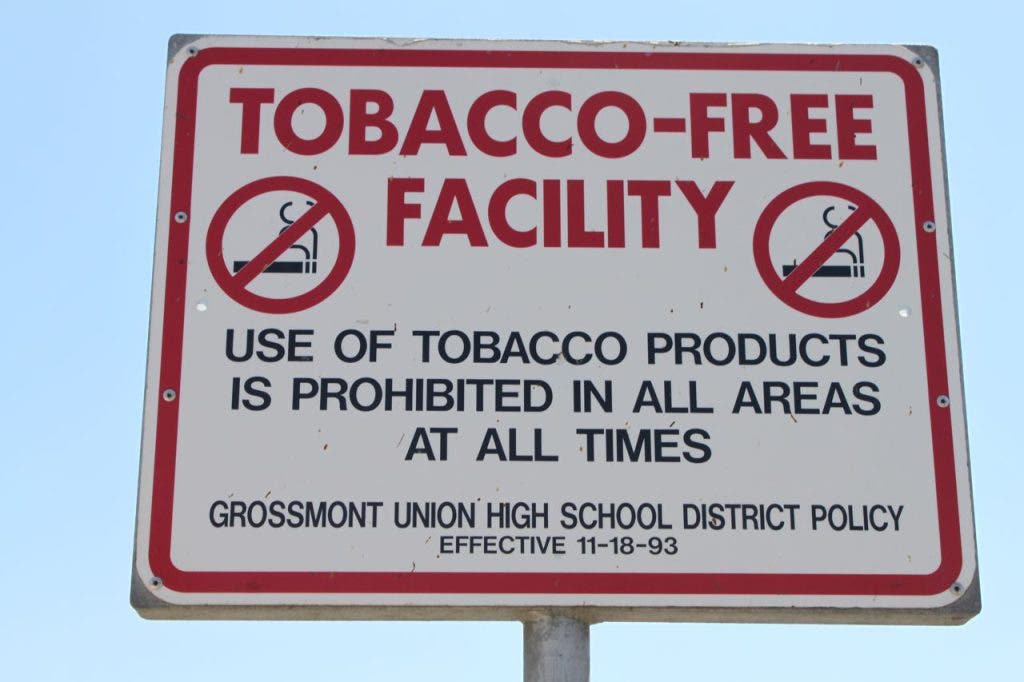 TOBACCO-FREE
FACILITY
USE OF TOBACCO PRODUCTS
IS PROHIBITED IN ALL AREAS
AT ALL TIMES
GROSSMONT UNION HIGH SCHOOL DISTRICT POLICY
EFFECTIVE 11-18-93